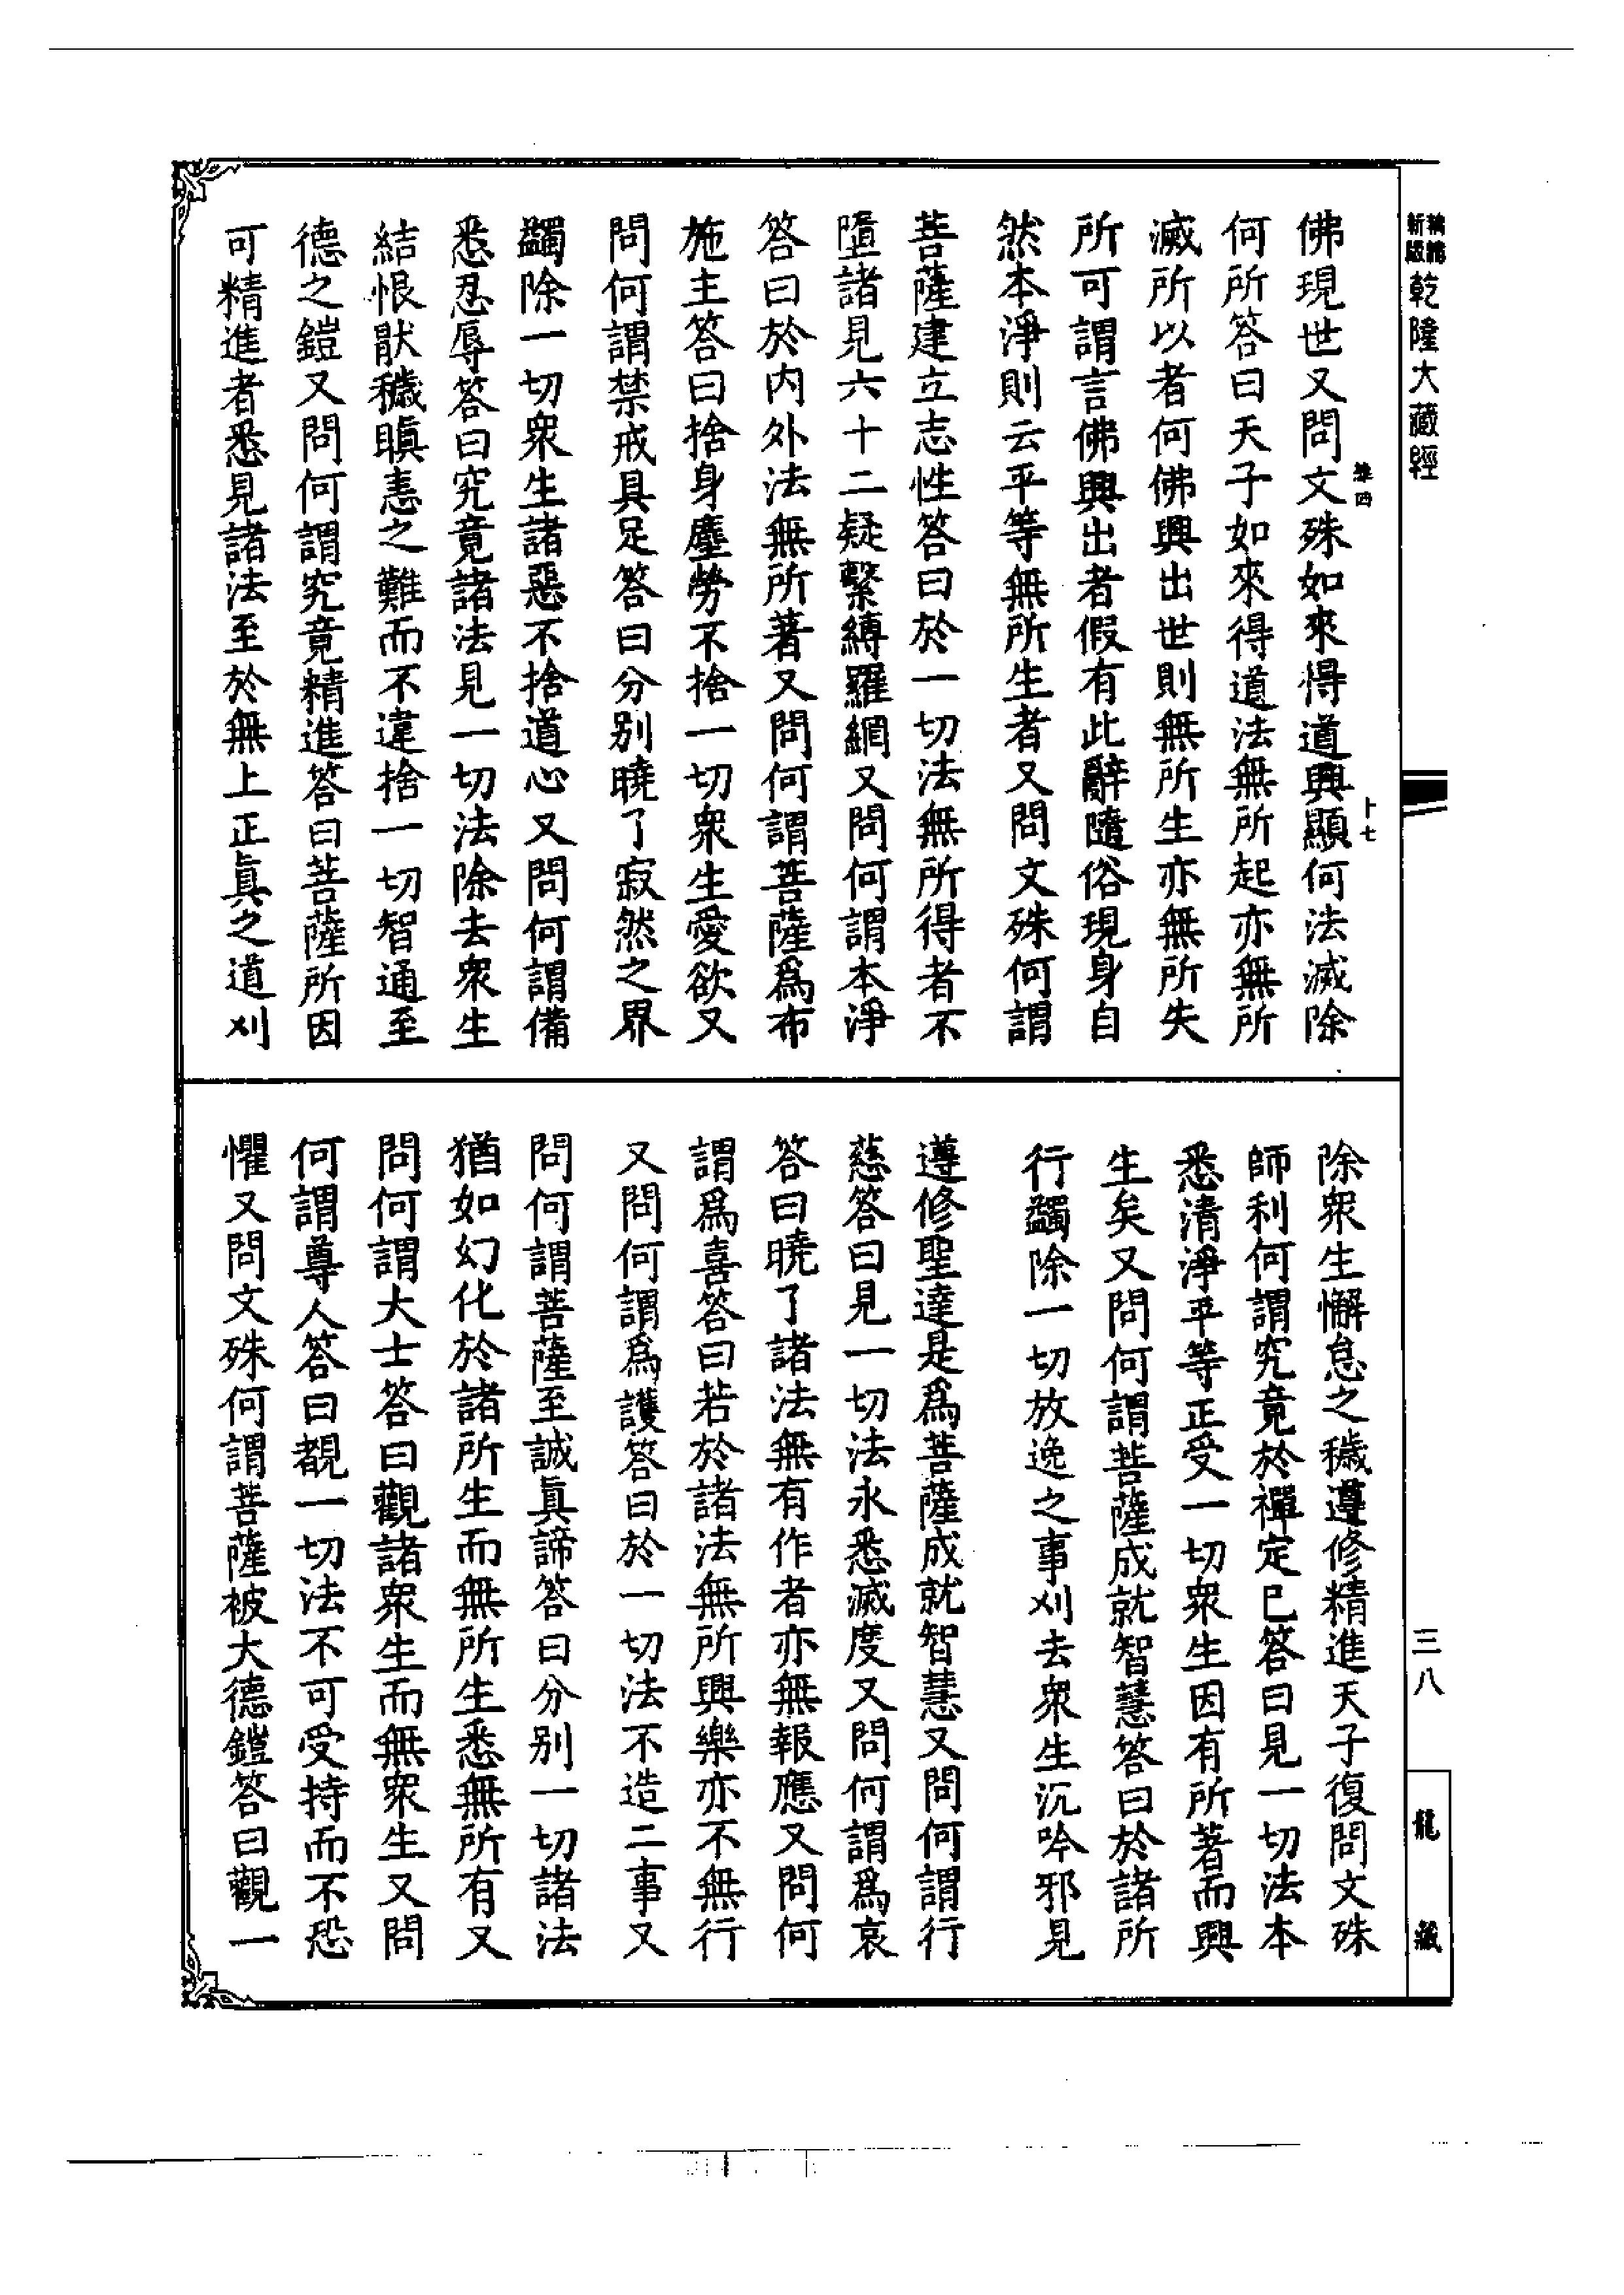 乾隆大藏經
佛現世又問文殊如來得道興顯何法滅除
何所答曰天子如來得道法無所起亦無所
滅所以者何佛興出世則無所生亦無所失
所可謂言佛興出者假有此辭隨俗現身自
然本淨則云平等無所生者又問文殊何謂
菩薩建立志性答曰於一切法無所得者不
墮諸見六十二疑繫縛羅網又問何謂本淨
答曰於內外法無所著又問何謂菩薩爲布
施主答曰捨身塵勞不捨一切衆生愛欲又
問何謂禁戒具足答曰分別曉了寂然之界
蠲除一切衆生諸惡不捨道心又問何謂備
悉忍辱答曰究竟諸法見一切法除去衆生
結恨猒穢瞋恚之難而不違捨一切智通至
德之鎧又問何謂究竟精進答曰菩薩所因
可精進者悉見諸法至於無上正真之道刈
除衆生懈怠之穢遵修精進天子復問文殊
師利何謂究竟於禪定已答曰見一切法本
悉清淨平等正受一切衆生因有所著而興
生矣又問何謂菩薩成就智慧答曰於諸所
行蠲除一切放逸之事刈去衆生沉吟邪見
遵修聖達是爲菩薩成就智慧又問何謂行
慈答曰見一切法永悉滅度又問何謂爲哀
答曰曉了諸法無有作者亦無報應又問何
謂爲喜答曰若於諸法無所興樂亦不無行
又問何謂爲護答曰於一切法不造二事又
問何謂菩薩至誠真諦答曰分別一切諸法
猶如幻化於諸所生而無所生悉無所有又
問何謂大士答曰觀諸衆生而無衆生又問
何謂尊人答曰覩一切法不可受持而不恐
懼又問文殊何謂菩薩被大德鎧答曰觀一
三八
龍藏